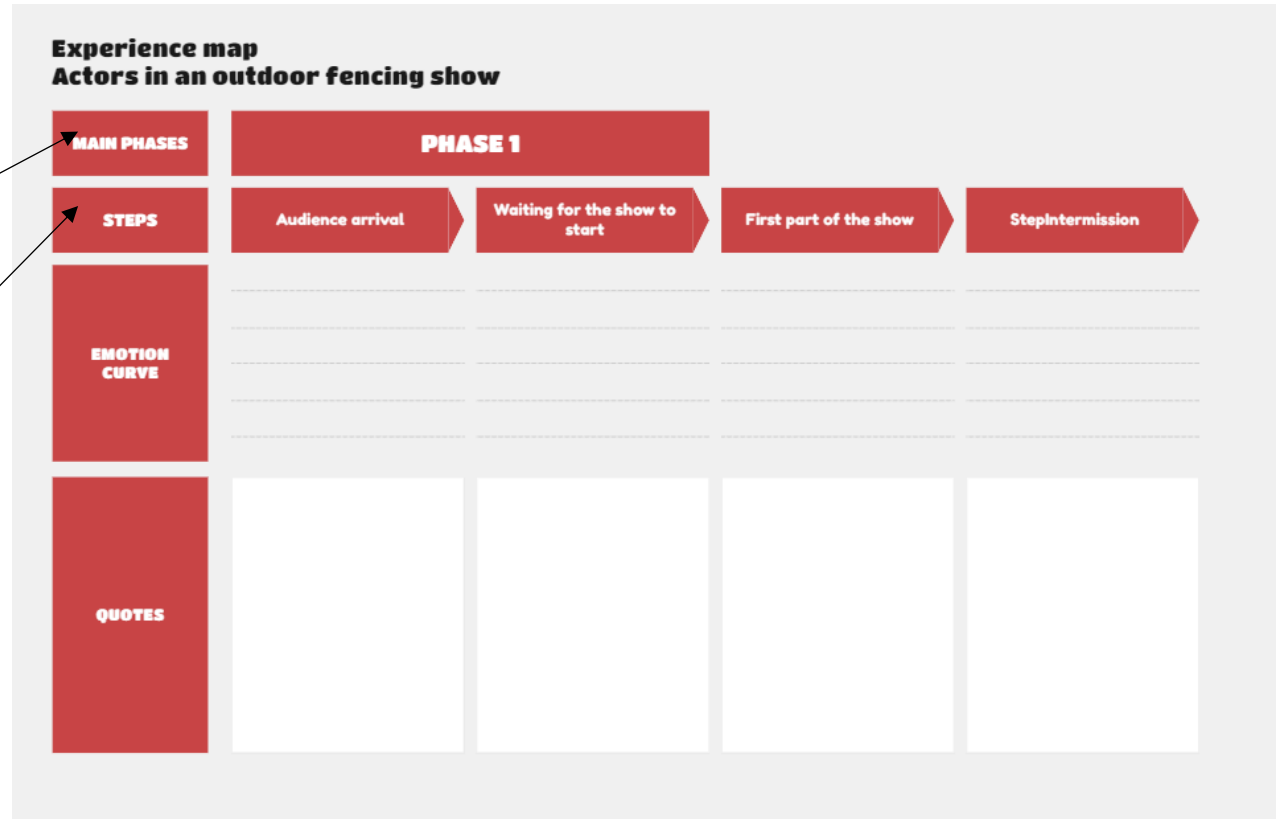 Experience map
Actors in an outdoor fencing show
MAIN PHASES
PHASE 1
STEPS
Audience arrival
Waiting for the show to
start
First part of the show
StepIntermission
EMOTION
CURVE
QUOTES